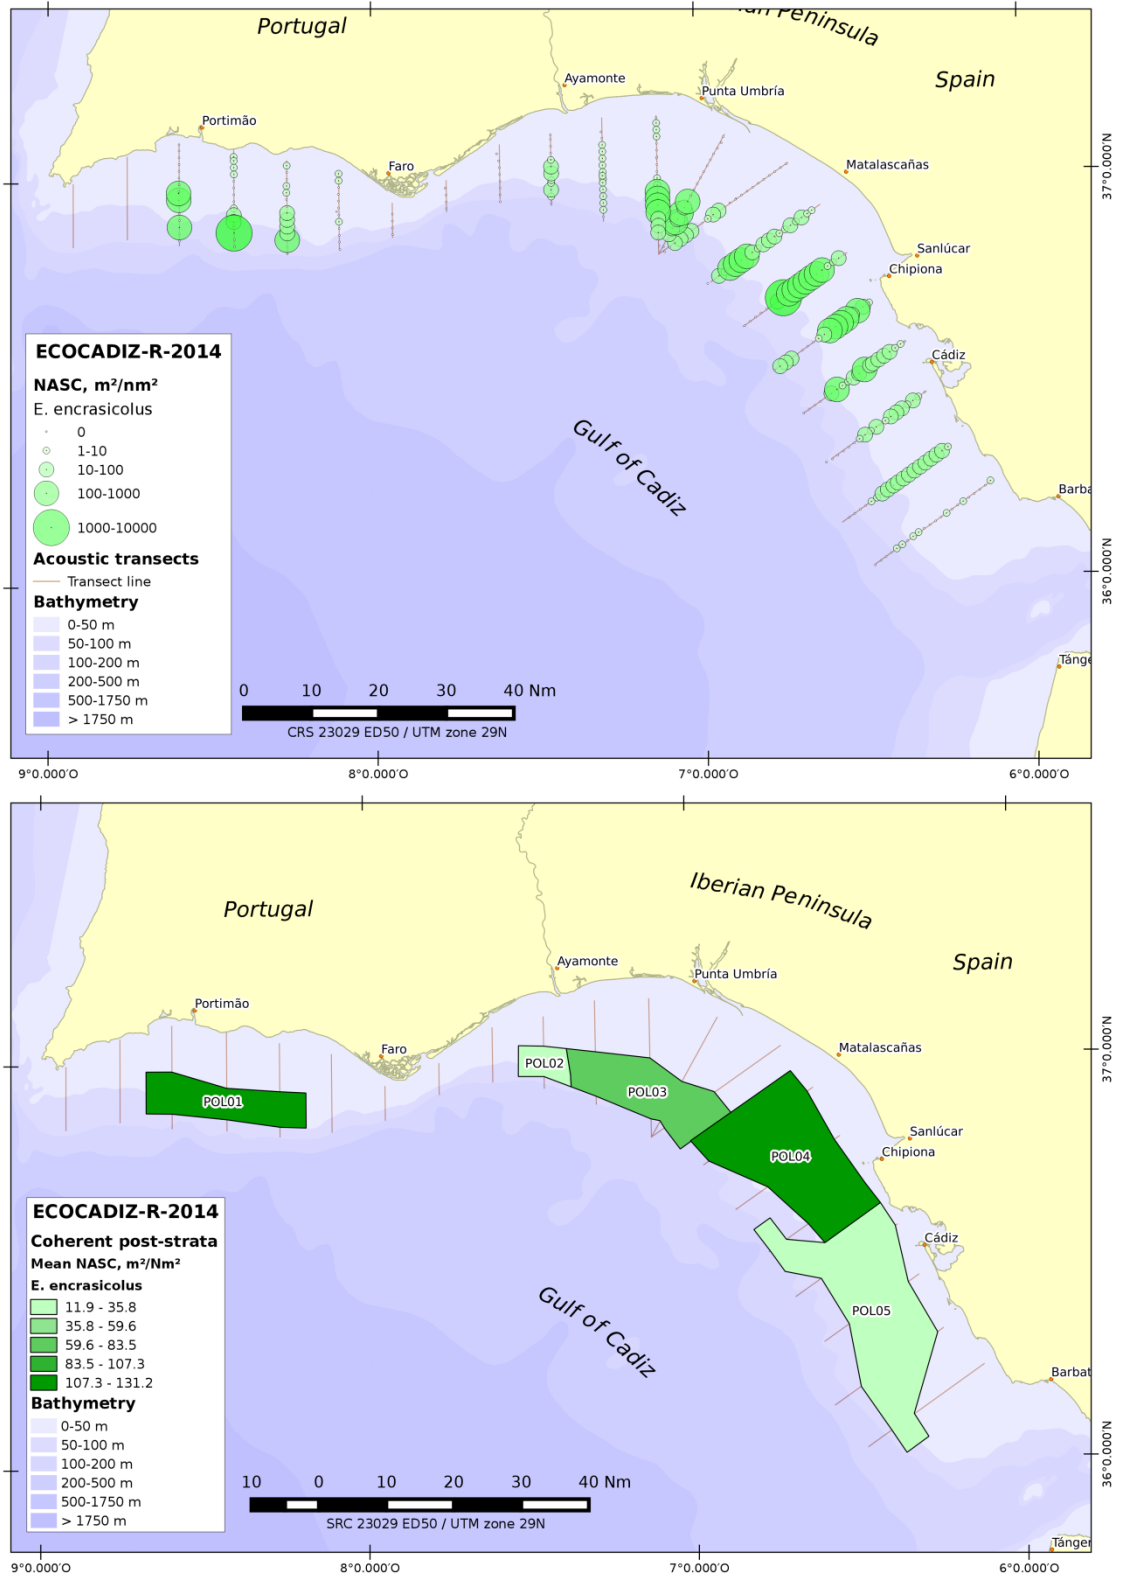 Portugal
Iberian Peninsula
Spain
Ayamonte
Punta Umbría
Portimão
Matalascañas
Faro
37°0.000'N
Sanlúcar
Chipiona
Cádiz
Gulf of Cadiz
Barba
36°0.000'N
Tánge
ECOCADIZ-R-2014
NASC, m²/nm²
E. encrasicolus
0
1-10
10-100
100-1000
1000-10000
Acoustic transects
Transect line
Bathymetry
0-50 m
50-100 m
100-200 m
200-500 m
500-1750 m
> 1750 m
0 10 20 30 40 Nm
CRS 23029 ED50 / UTM zone 29N
9°0.000'O 8°0.000'O 7°0.000'O 6°0.000'O
Iberian Peninsula
Portugal
Spain
Ayamonte
Punta Umbría
Portimão
Faro
Matalascañas
37°0.000'N
POL02
POL03
POL01
Sanlúcar
POL04
Chipiona
Cádiz
POL05
Gulf of Cadiz
Barbat
36°0.000'N
Tánger
ECOCADIZ-R-2014
Coherent post-strata
Mean NASC, m²/Nm²
E. encrasicolus
11.9 - 35.8
35.8 - 59.6
59.6 - 83.5
83.5 - 107.3
107.3 - 131.2
Bathymetry
0-50 m
50-100 m
100-200 m
200-500 m
500-1750 m
> 1750 m
10 0 10 20 30 40 Nm
SRC 23029 ED50 / UTM zone 29N
9°0.000'O 8°0.000'O 7°0.000'O 6°0.000'O